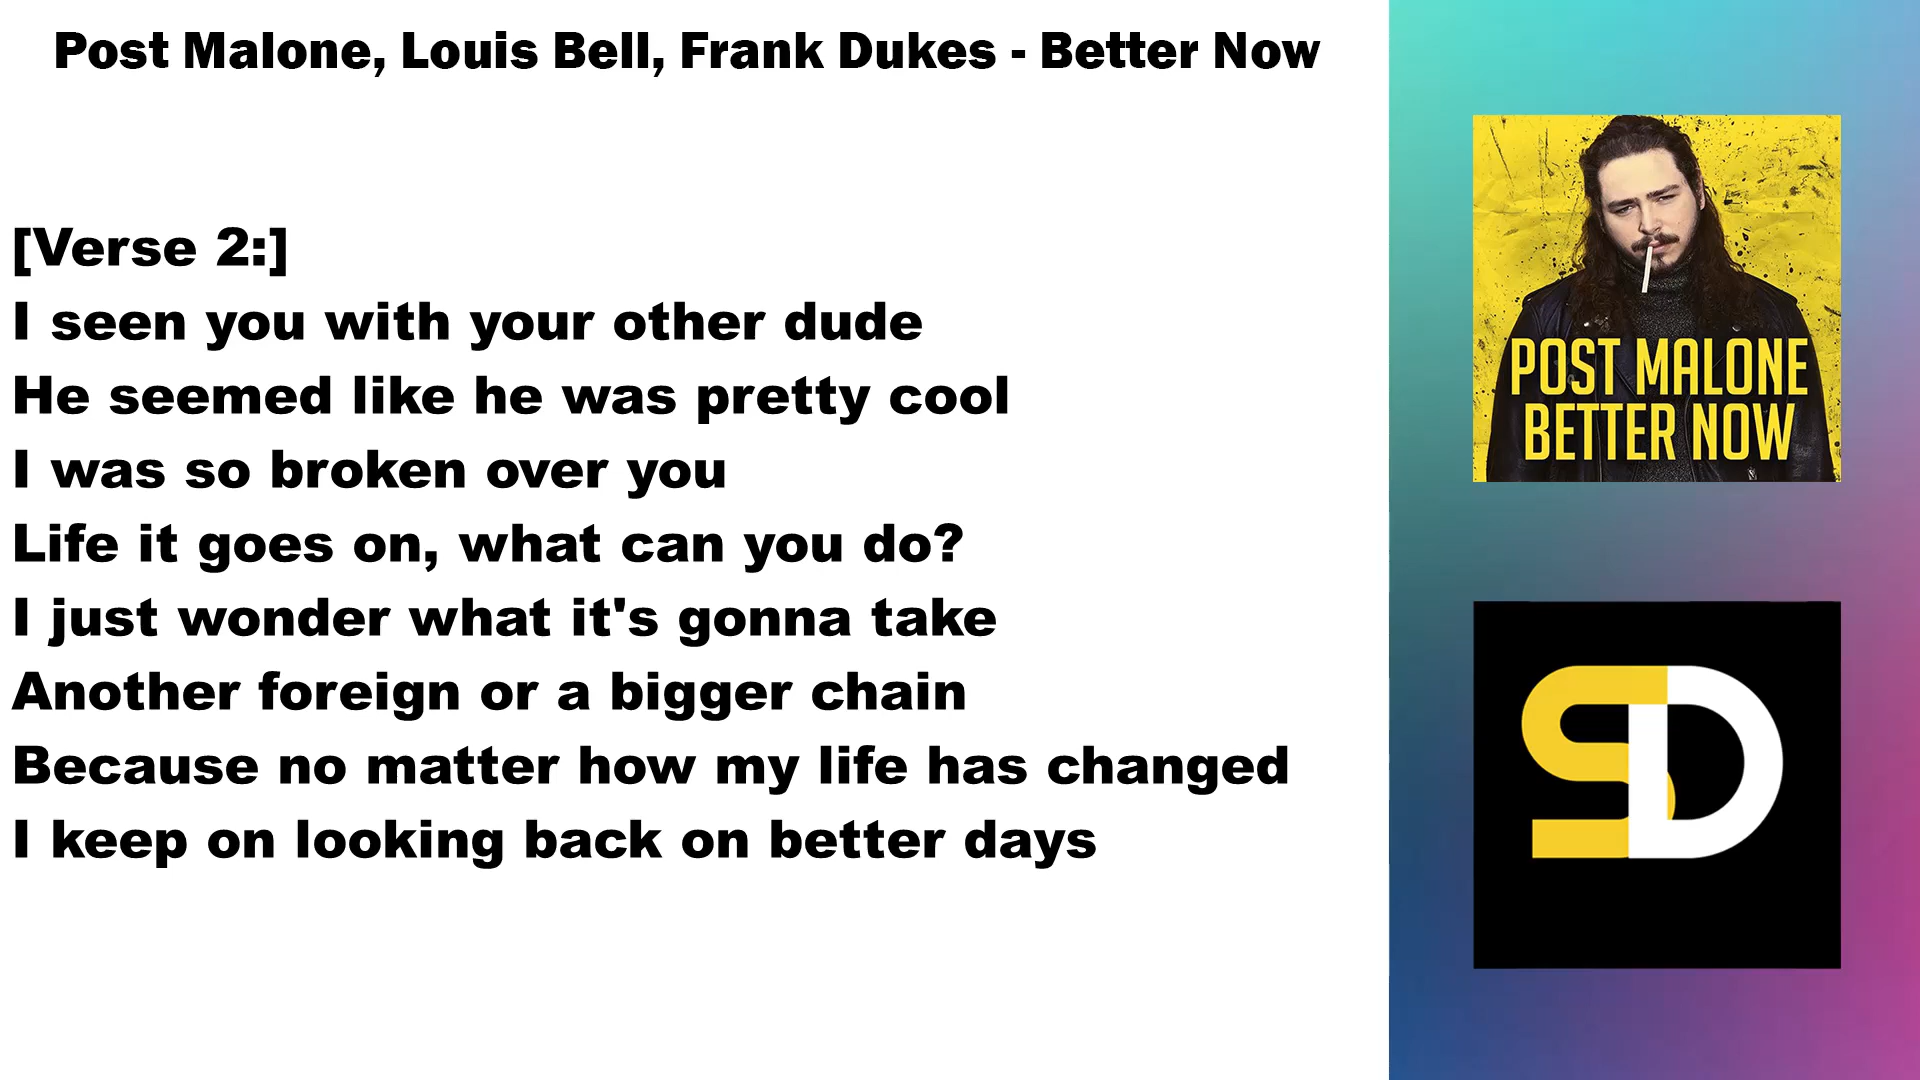 Post Malone, Louis Bell, Frank Dukes - Better Now
[Verse 2:]
I seen you with your other dude
He seemed like he was pretty cool
I was so broken over you
Life it goes on, what can you do?
I just wonder what it's gonna take
Another foreign or a bigger chain
Because no matter how my life has changed
I keep on looking back on better days
POST MALONE
BETTER NOW
SD